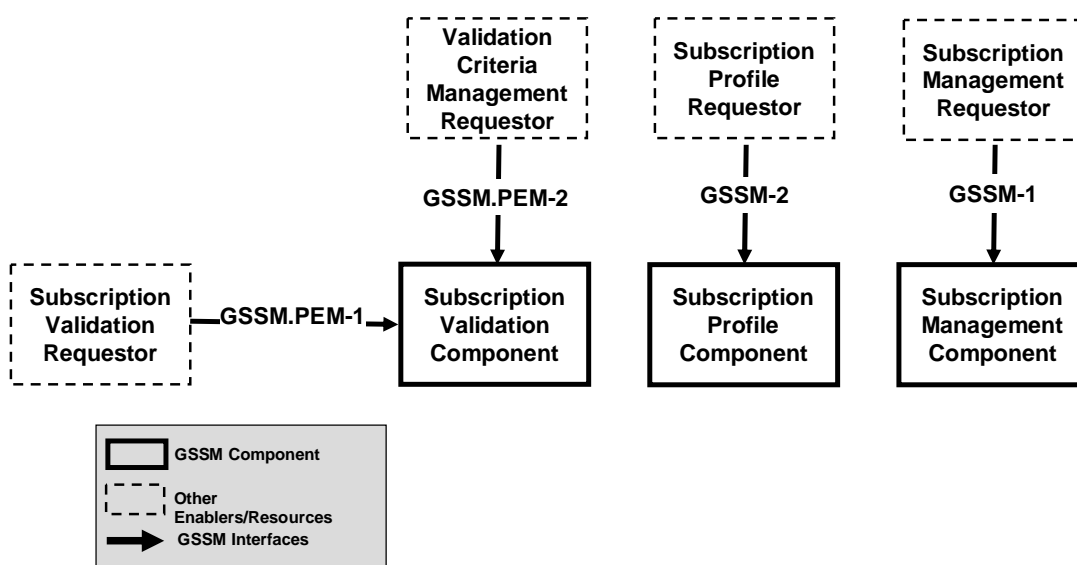 Validation
Criteria
Management
Requestor
Subscription
Profile
Requestor
Subscription
Management
Requestor
GSSM.PEM-2
GSSM-2
GSSM-1
Subscription
Validation
Requestor
GSSM.PEM-1
Subscription
Validation
Component
Subscription
Profile
Component
Subscription
Management
Component
GSSM Component
Other
Enablers/Resources
GSSM Interfaces